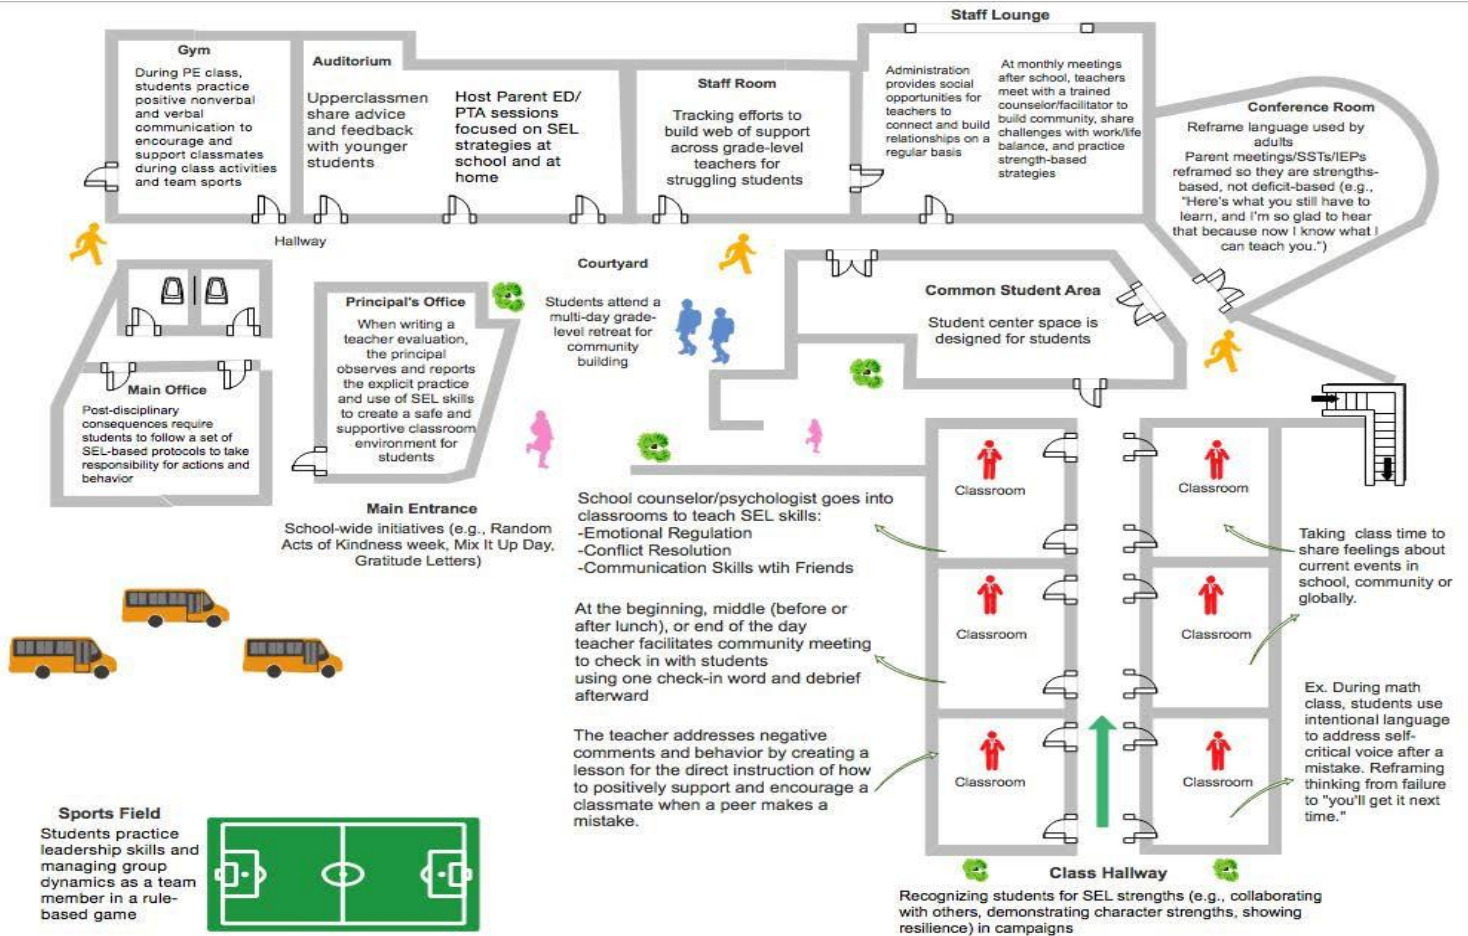 Staff Lounge
Gym
During PE class,
students practice
positive nonverbal
and verbal
communication to
encourage and
support classmates
during class activities
and team sports
Auditorium
Upperclassmen
share advice
and feedback
with younger
students
Host Parent ED/
PTA sessions
focused on SEL
strategies at
school and at
home
Staff Room
Tracking efforts to
build web of support
across grade-level
teachers for
struggling students
Administration
provides social
opportunities for
teachers to
connect and build
relationships on a
regular basis
At monthly meetings
after school, teachers
meet with a trained
counselor/facilitator to
build community, share
challenges with work/life
balance, and practice
strength-based
strategies
Conference Room
Reframe language used by
adults
Parent meetings/SSTs/IEPs
reframed so they are strengths-
based, not deficit-based (e.g.,
"Here's what you still have to
learn, and I'm so glad to hear
that because now I know what I
can teach you.")
Hallway
Courtyard
Students attend a
multi-day grade-
level retreat for
community
building
Common Student Area
Student center space is
designed for students
Principal's Office
When writing a
teacher evaluation,
the principal
observes and reports
the explicit practice
and use of SEL skills
to create a safe and
supportive classroom
environment for
students
Main Office
Post-disciplinary
consequences require
students to follow a set of
SEL-based protocols to take
responsibility for actions and
behavior
Main Entrance
School-wide initiatives (e.g., Random
Acts of Kindness week, Mix It Up Day,
Gratitude Letters)
School counselor/psychologist goes into
classrooms to teach SEL skills:
-Emotional Regulation
-Conflict Resolution
-Communication Skills wtih Friends
At the beginning, middle (before or
after lunch), or end of the day
teacher facilitates community meeting
to check in with students
using one check-in word and debrief
afterward
The teacher addresses negative
comments and behavior by creating a
lesson for the direct instruction of how
to positively support and encourage a
classmate when a peer makes a
mistake.
Classroom
Classroom
Classroom
Classroom
Classroom
Classroom
Taking class time to
share feelings about
current events in
school, community or
globally.
Ex. During math
class, students use
intentional language
to address self-
critical voice after a
mistake. Reframing
thinking from failure
to "you'll get it next
time."
Sports Field
Students practice
leadership skills and
managing group
dynamics as a team
member in a rule-
based game
Class Hallway
Recognizing students for SEL strengths (e.g., collaborating
with others, demonstrating character strengths, showing
resilience) in campaigns